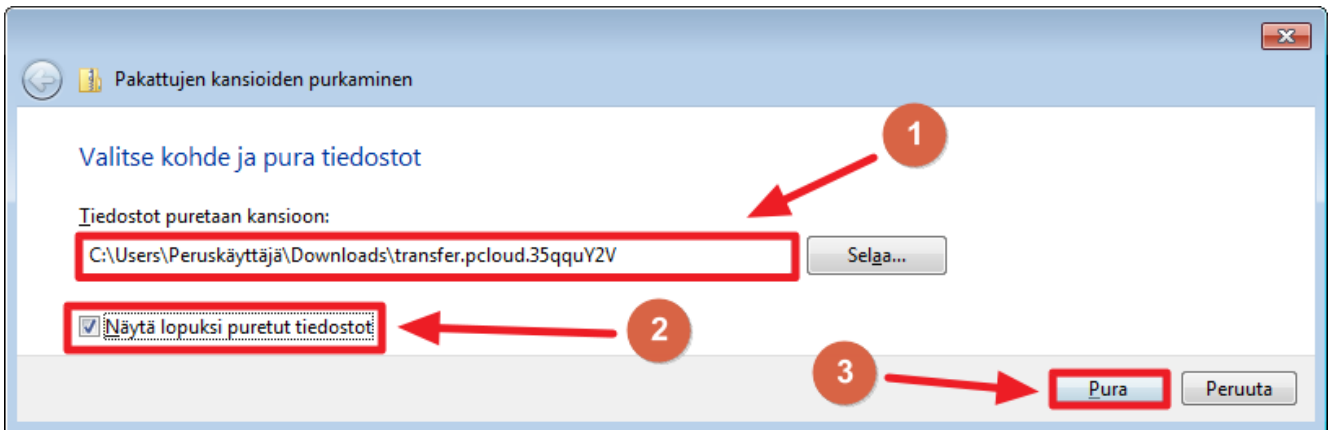 Pakattujen kansioiden purkaminen
Valitse kohde ja pura tiedostot
1
Tiedostot puretaan kansioon:
C:\Users\Peruskäyttäjä\Downloads\transfer.pcloud.35qquY2V
Selaa...
Näytä lopuksi puretut tiedostot
2
3
Pura
Peruuta